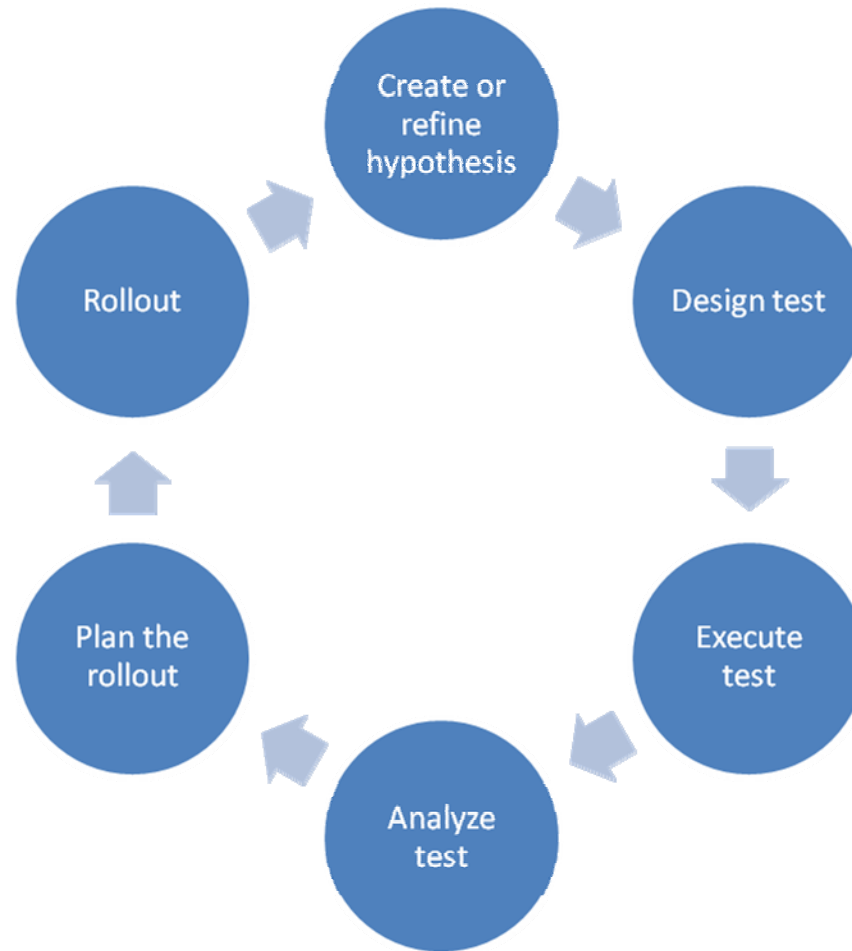 Create or
refine
hypothesis
Design test
Execute
test
Analyze
test
Plan the
rollout
Rollout